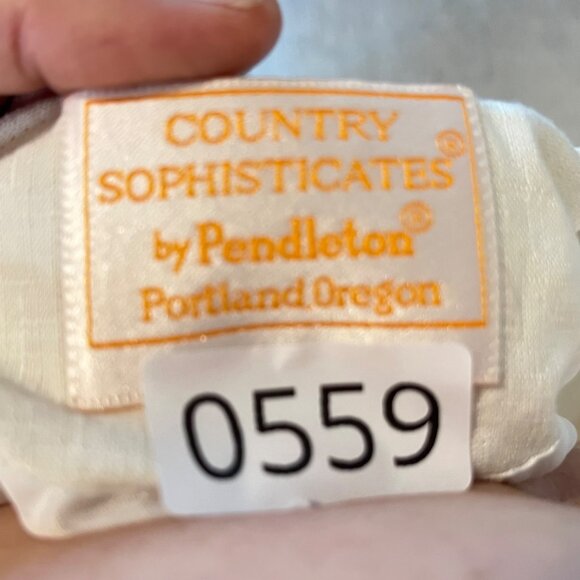 COUNTRY
SOPHISTICATES®
by Pendleton®
Portland, Oregon
0559